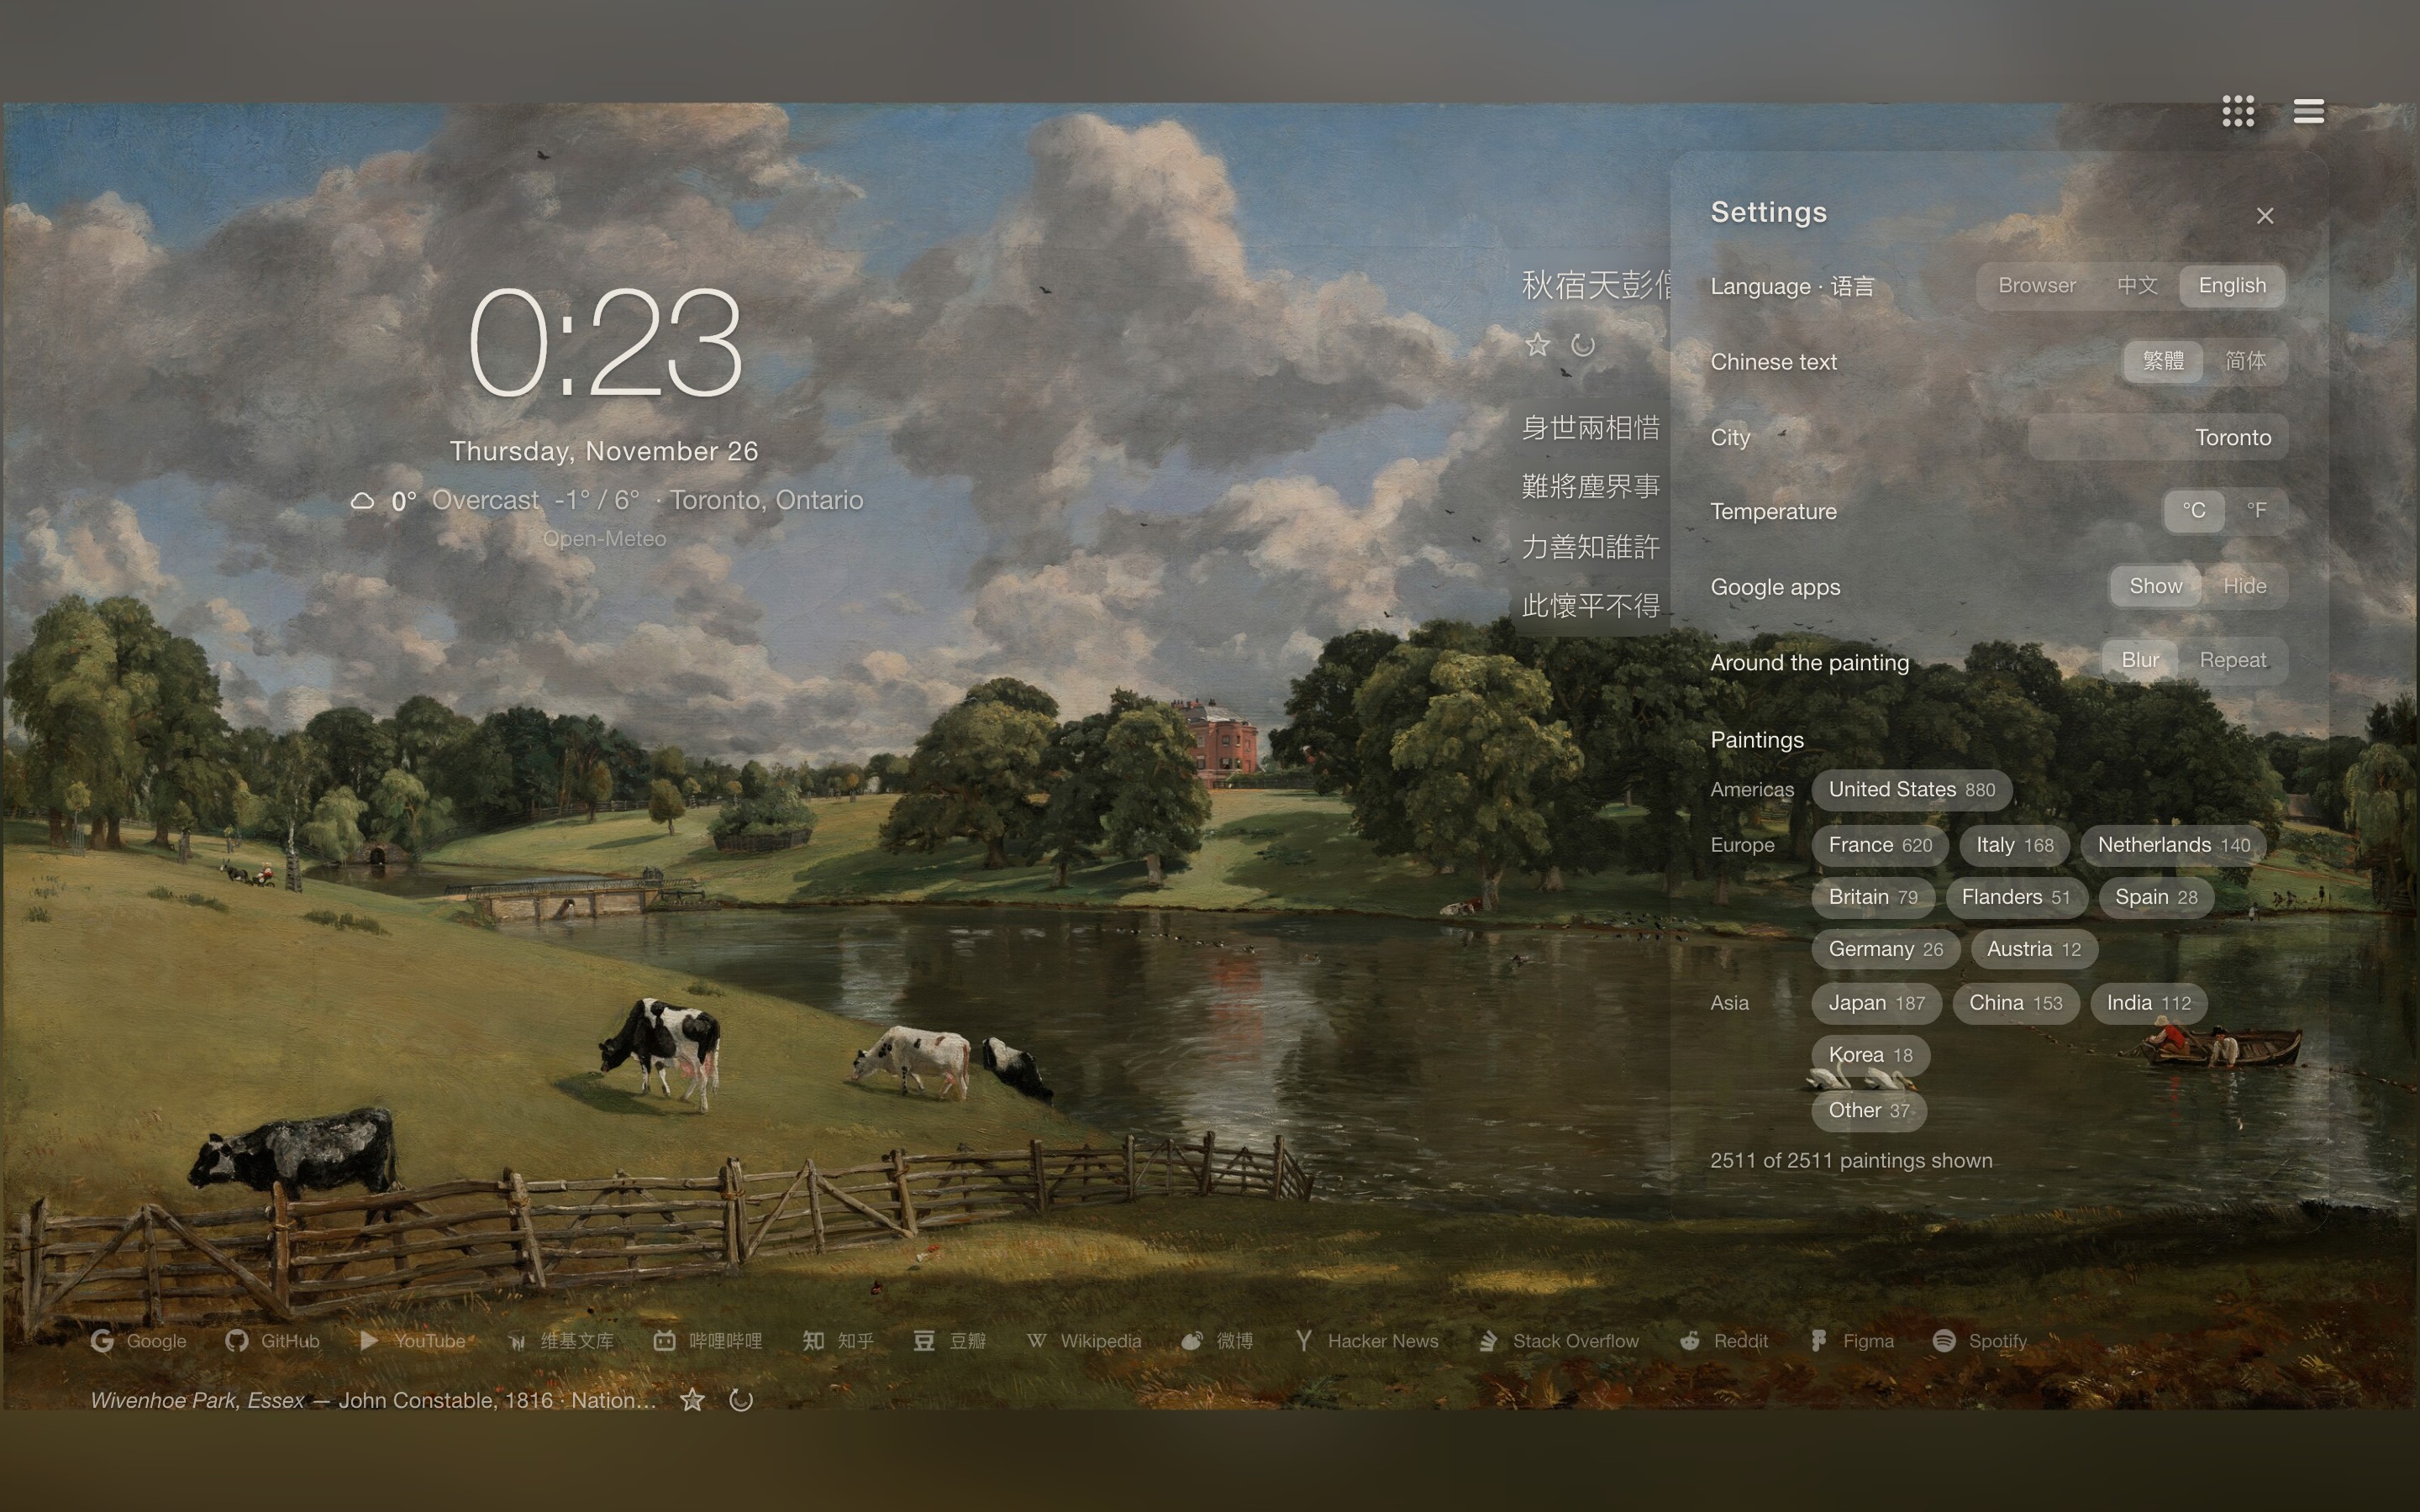 0:23
Thursday, November 26
0° Overcast -1° / 6° · Toronto, Ontario
Open-Meteo
秋宿天彭
身世兩相惜
難將塵界事
力善知誰許
此懷平不得
Settings
Language · 语言 Browser 中文 English
Chinese text 繁體 简体
City Toronto
Temperature °C °F
Google apps Show Hide
Around the painting Blur Repeat
Paintings
Americas United States 880
Europe France 620 Italy 168 Netherlands 140
Britain 79 Flanders 51 Spain 28
Germany 26 Austria 12
Asia Japan 187 China 153 India 112
Korea 18
Other 37
2511 of 2511 paintings shown
Google GitHub YouTube 维基文库 哔哩哔哩 知 知乎 豆 豆瓣 W Wikipedia 微博 Hacker News Stack Overflow Reddit Figma Spotify
Wivenhoe Park, Essex — John Constable, 1816 · Nation…